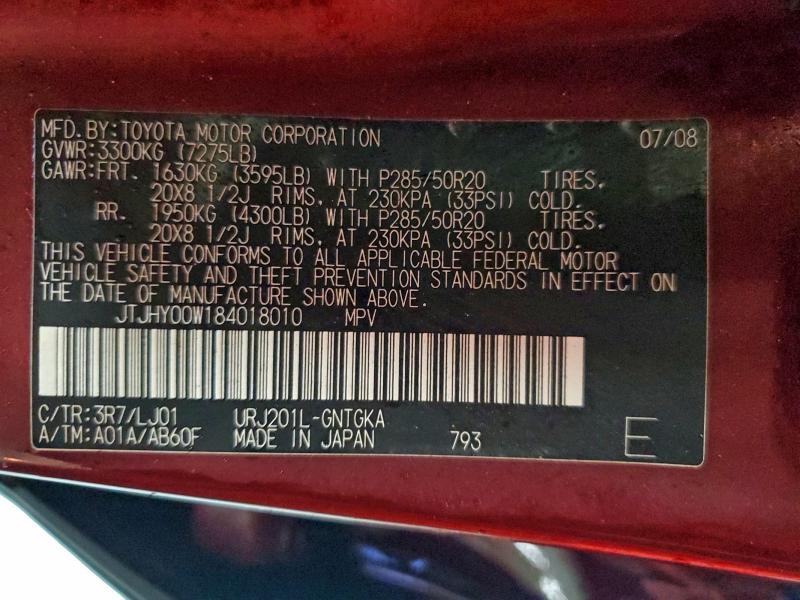 MFD. BY: TOYOTA MOTOR CORPORATION 07/08
GVWR: 3300KG (7275LB)
GAWR: FRT. 1630KG (3595LB) WITH P285/50R20 TIRES,
20X8 1/2J RIMS, AT 230KPA (33PSI) COLD.
RR. 1950KG (4300LB) WITH P285/50R20 TIRES,
20X8 1/2J RIMS, AT 230KPA (33PSI) COLD.
THIS VEHICLE CONFORMS TO ALL APPLICABLE FEDERAL MOTOR
VEHICLE SAFETY AND THEFT PREVENTION STANDARDS IN EFFECT ON
THE DATE OF MANUFACTURE SHOWN ABOVE.
JTJHY00W184018010 MPV
C/TR: 3R7/LJ01 URJ201L-GNTGKA
A/TM: A01A/AB60F MADE IN JAPAN 793 E